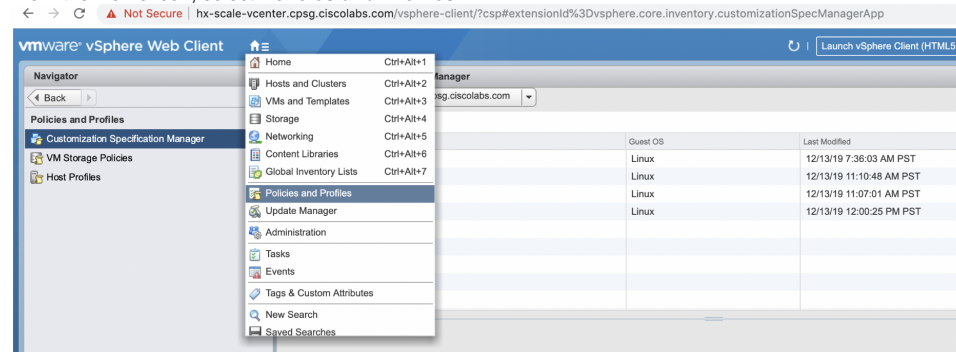 Not Secure | hx-scale-vcenter.cpsg.ciscolabs.com/vsphere-client/?csp#extensionId%3Dvsphere.core.inventory.customizationSpecManagerApp
vmware® vSphere Web Client
Launch vSphere Client (HTML5
Navigator
Back
Policies and Profiles
Customization Specification Manager
VM Storage Policies
Host Profiles
Home Ctrl+Alt+1
Hosts and Clusters Ctrl+Alt+2
VMs and Templates Ctrl+Alt+3
Storage Ctrl+Alt+4
Networking Ctrl+Alt+5
Content Libraries Ctrl+Alt+6
Global Inventory Lists Ctrl+Alt+7
Policies and Profiles
Update Manager
Administration
Tasks
Events
Tags & Custom Attributes
New Search
Saved Searches
Manager
psg.ciscolabs.com
Guest OS Last Modified
Linux 12/13/19 7:36:03 AM PST
Linux 12/13/19 11:10:48 AM PST
Linux 12/13/19 11:07:01 AM PST
Linux 12/13/19 12:00:25 PM PST